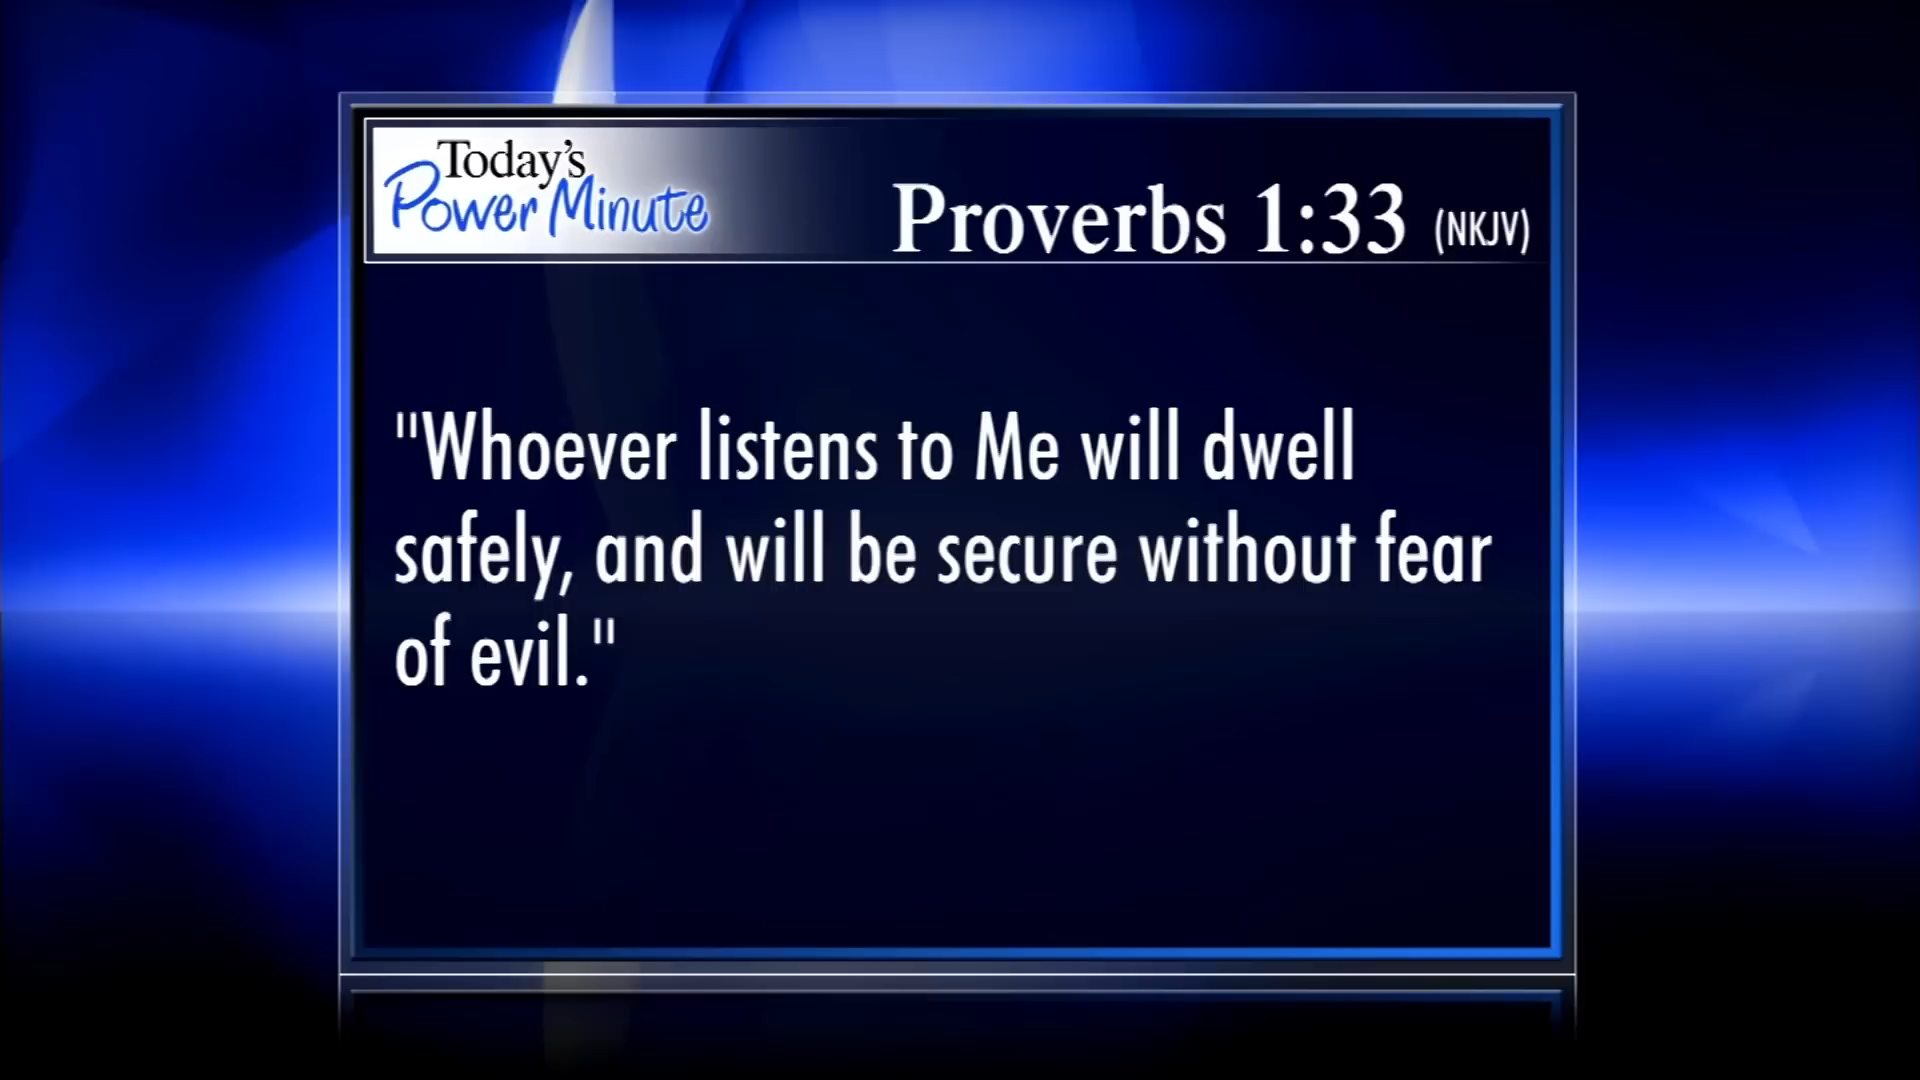 Today's
Power Minute
Proverbs 1:33 (NKJV)
"Whoever listens to Me will dwell
safely, and will be secure without fear
of evil."